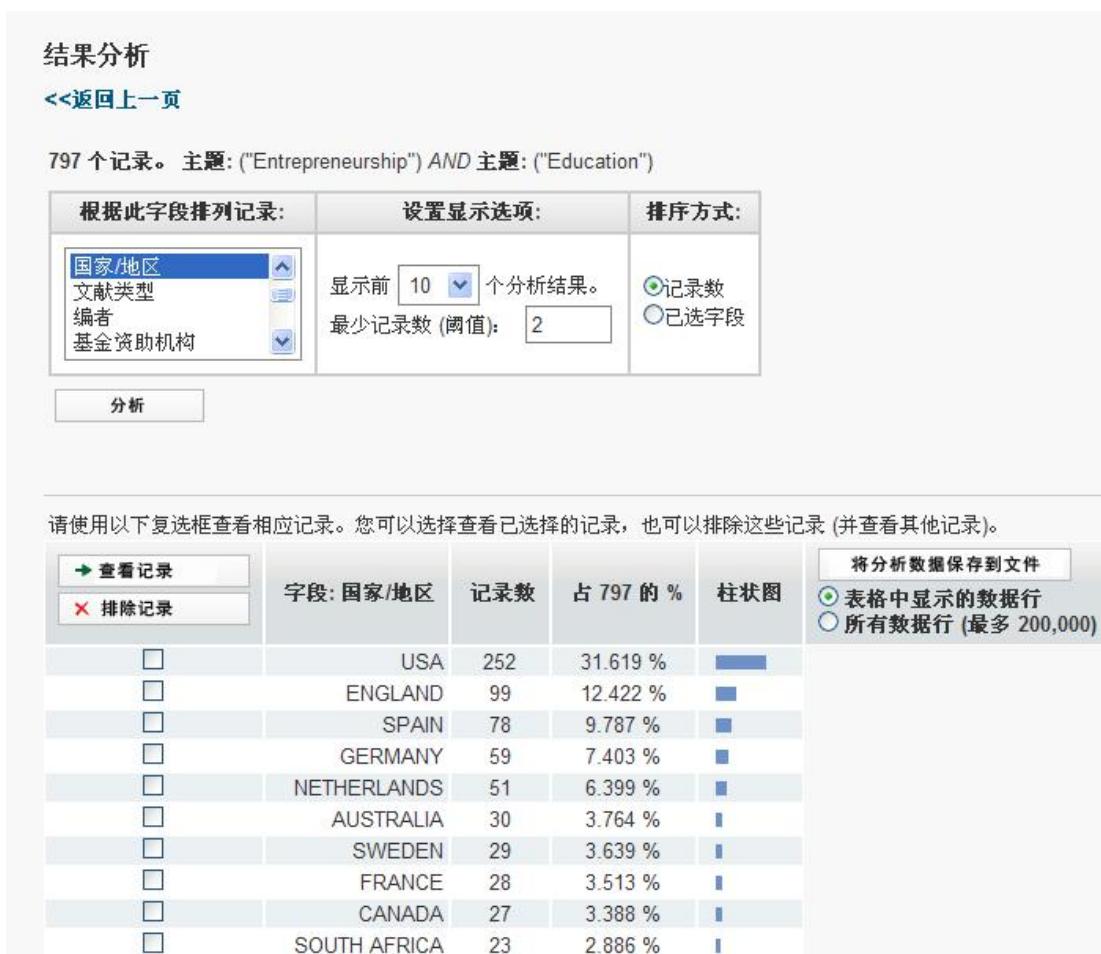 结果分析
<<返回上一页
797 个记录。 主题: ("Entrepreneurship") AND 主题: ("Education")
根据此字段排列记录: 设置显示选项: 排序方式:
国家/地区
文献类型
编者
基金资助机构
显示前 10 个分析结果。
最少记录数 (阈值): 2
记录数
已选字段
分析
请使用以下复选框查看相应记录。您可以选择查看已选择的记录，也可以排除这些记录 (并查看其他记录)。
查看记录
排除记录
字段: 国家/地区 记录数 占 797 的 % 柱状图
将分析数据保存到文件
表格中显示的数据行
所有数据行 (最多 200,000)
USA 252 31.619 %
ENGLAND 99 12.422 %
SPAIN 78 9.787 %
GERMANY 59 7.403 %
NETHERLANDS 51 6.399 %
AUSTRALIA 30 3.764 %
SWEDEN 29 3.639 %
FRANCE 28 3.513 %
CANADA 27 3.388 %
SOUTH AFRICA 23 2.886 %